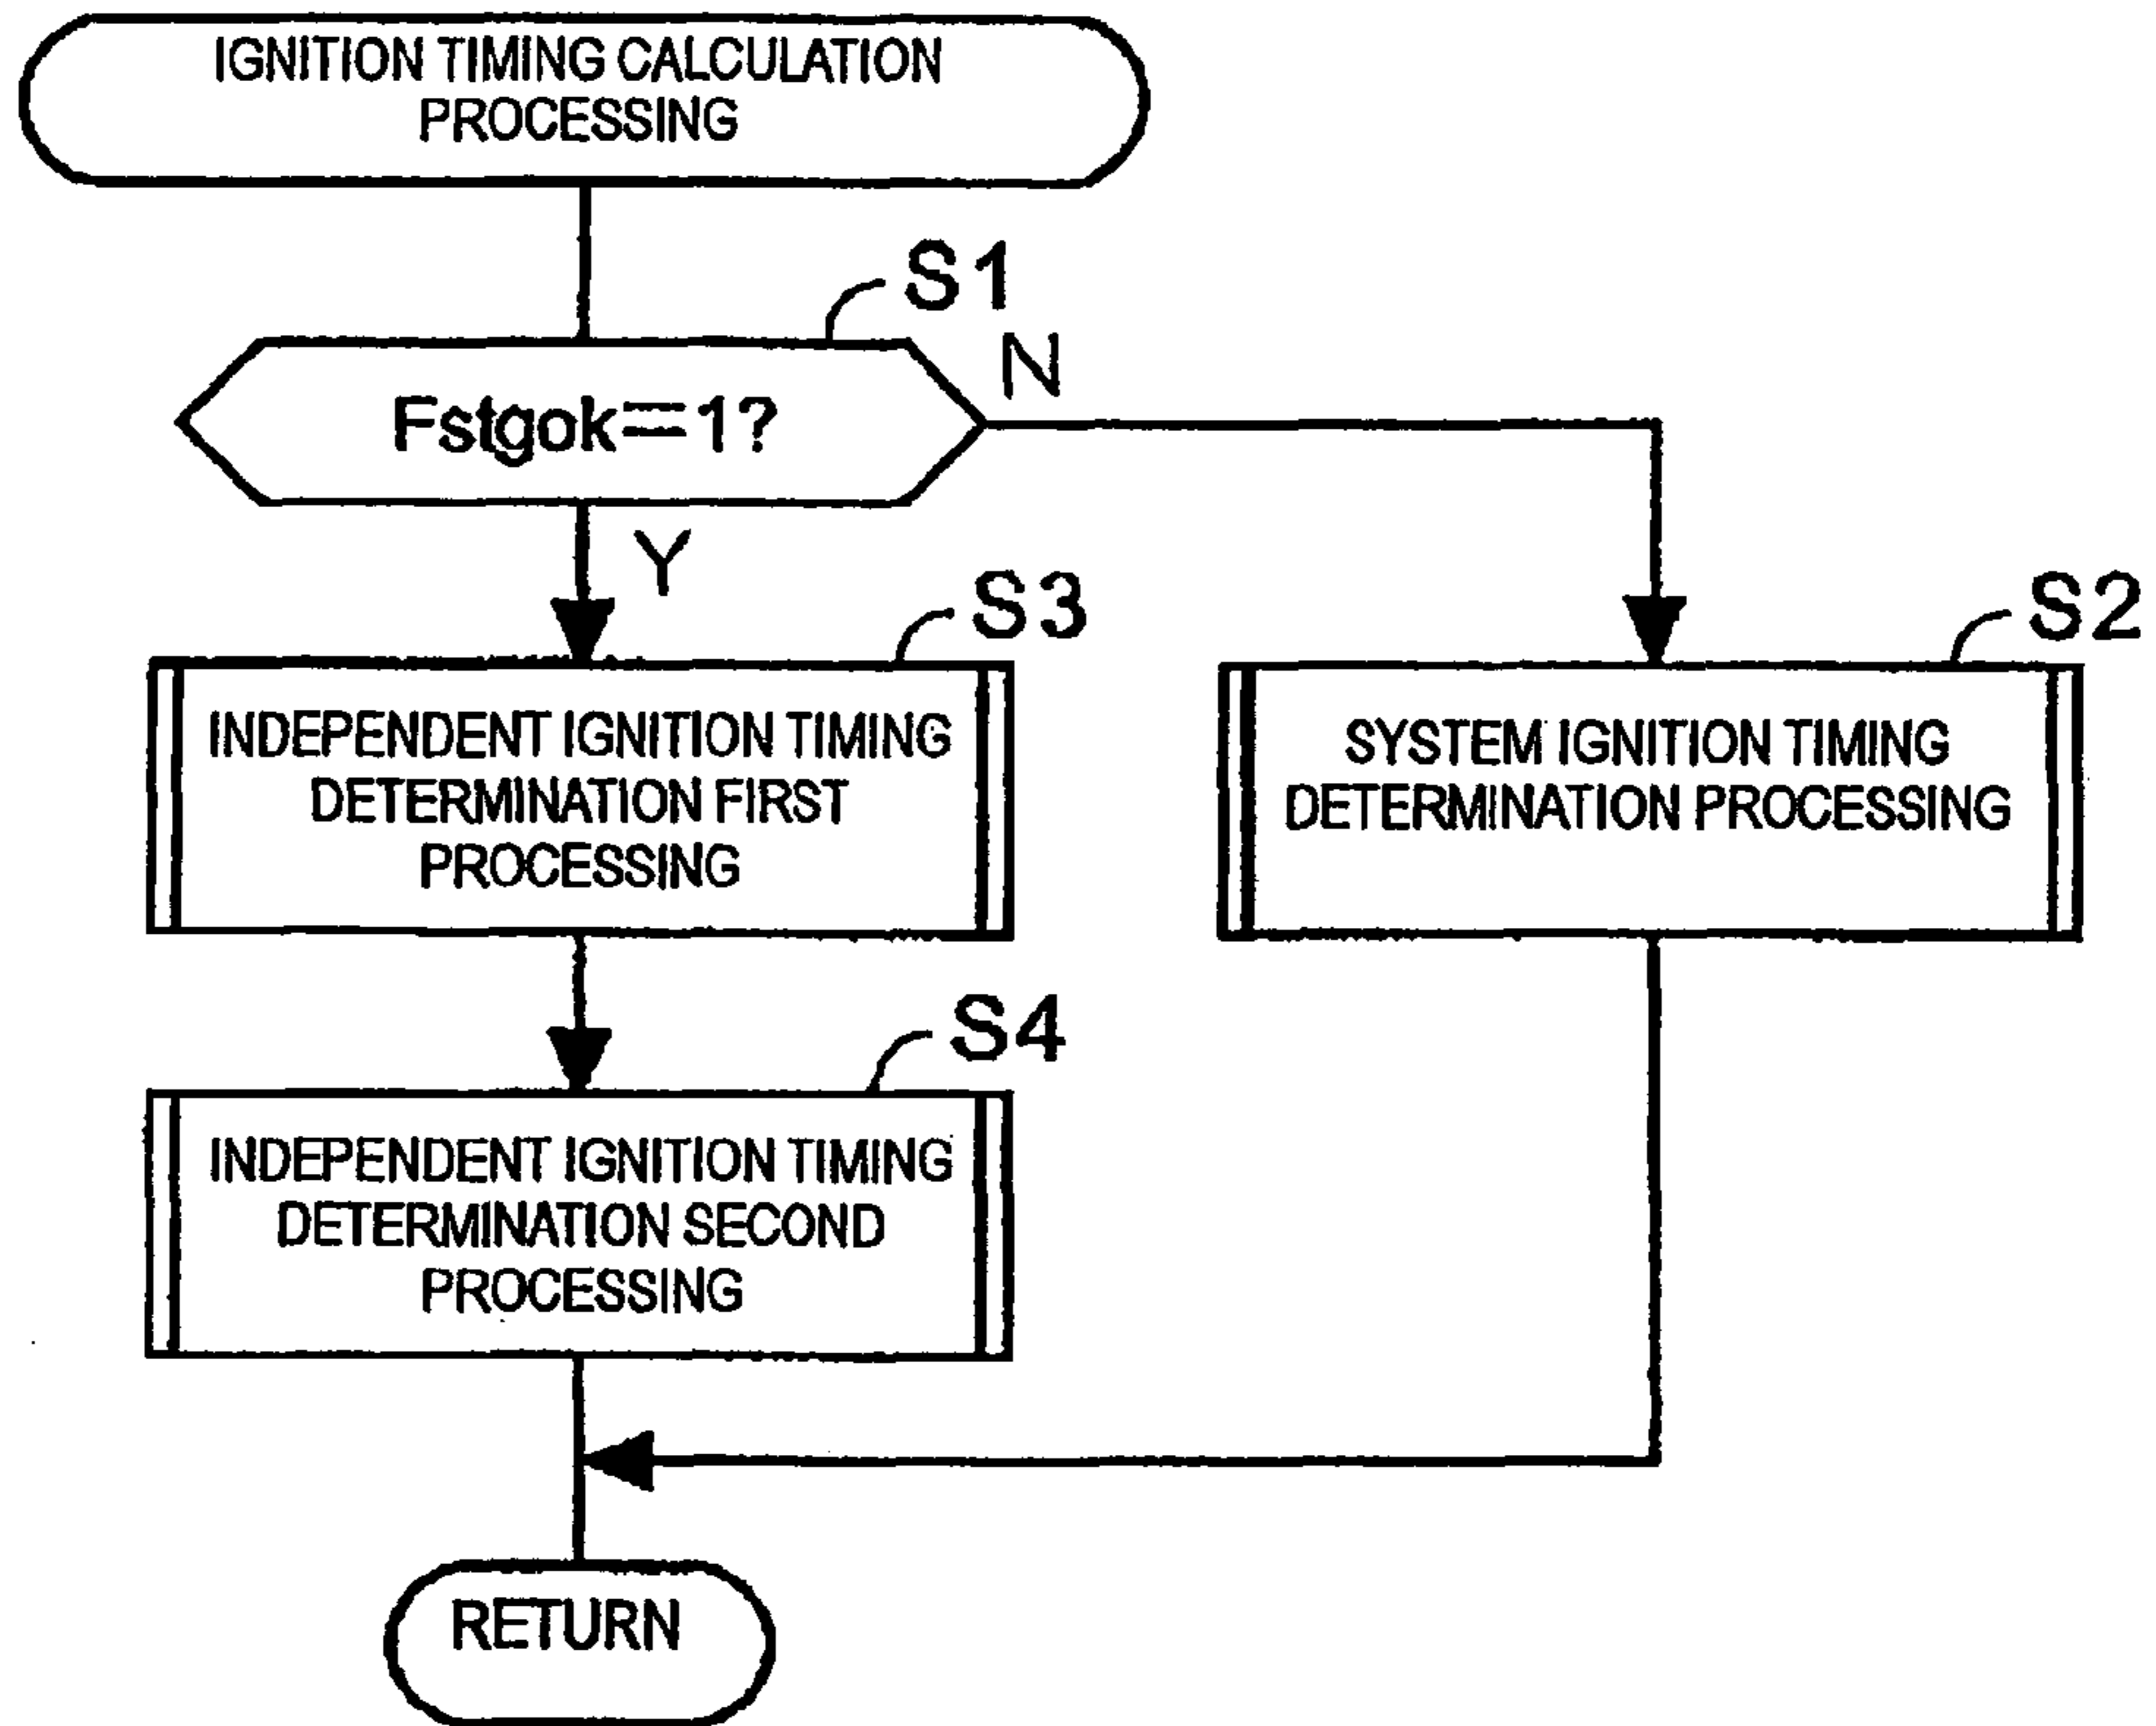 IGNITION TIMING CALCULATION
PROCESSING
S1
Fstgok=1?
N
Y
S3
INDEPENDENT IGNITION TIMING
DETERMINATION FIRST
PROCESSING
S2
SYSTEM IGNITION TIMING
DETERMINATION PROCESSING
S4
INDEPENDENT IGNITION TIMING
DETERMINATION SECOND
PROCESSING
RETURN